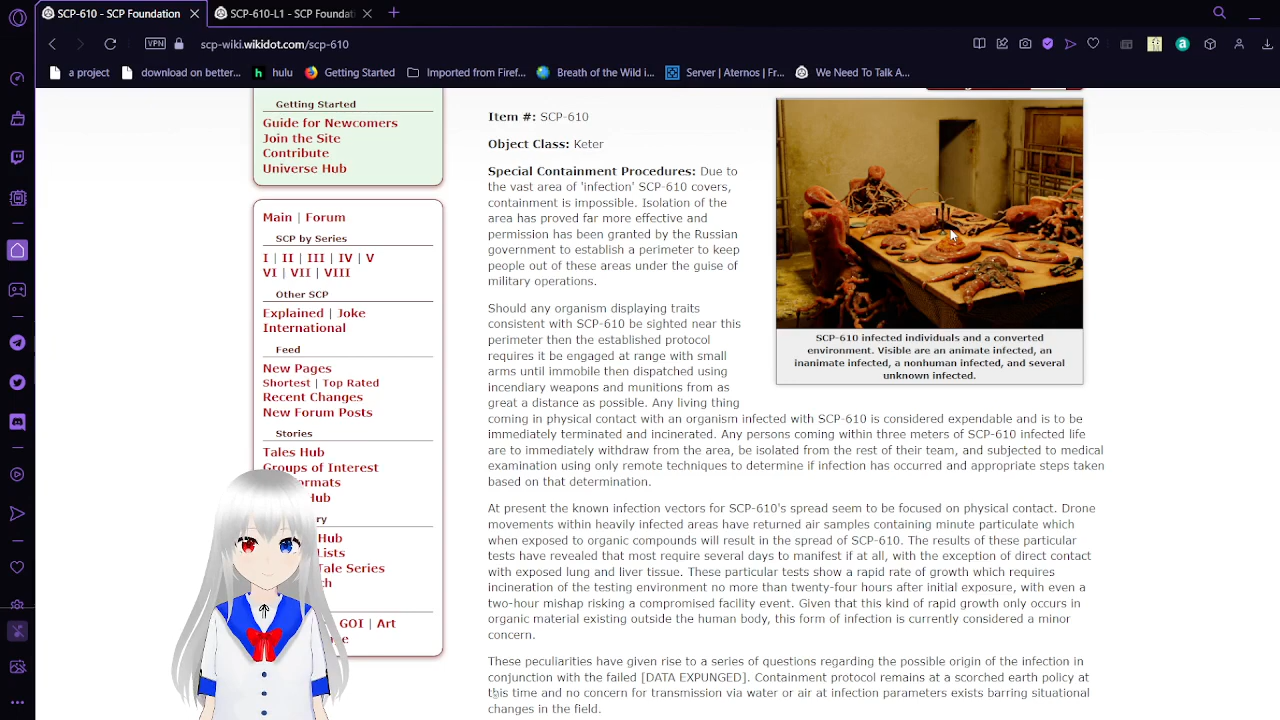 SCP-610 - SCP Foundation
SCP-610-L1 - SCP Foundati
VPN
scp-wiki.wikidot.com/scp-610
a project
download on better...
hulu
Getting Started
Imported from Firef...
Breath of the Wild i...
Server | Aternos | Fr...
We Need To Talk A...
Getting Started
Guide for Newcomers
Join the Site
Contribute
Universe Hub
Main | Forum
SCP by Series
I | II | III | IV | V
VI | VII | VIII
Other SCP
Explained | Joke
International
Feed
New Pages
Shortest | Top Rated
Recent Changes
New Forum Posts
Stories
Tales Hub
Groups of Interest
ormats
Hub
ry
Hub
Lists
Tale Series
GOI | Art
Item #: SCP-610
Object Class: Keter
Special Containment Procedures: Due to
the vast area of 'infection' SCP-610 covers,
containment is impossible. Isolation of the
area has proved far more effective and
permission has been granted by the Russian
government to establish a perimeter to keep
people out of these areas under the guise of
military operations.
SCP-610 infected individuals and a converted
environment. Visible are an animate infected, an
inanimate infected, a nonhuman infected, and several
unknown infected.
Should any organism displaying traits
consistent with SCP-610 be sighted near this
perimeter then the established protocol
requires it be engaged at range with small
arms until immobile then dispatched using
incendiary weapons and munitions from as
great a distance as possible. Any living thing
coming in physical contact with an organism infected with SCP-610 is considered expendable and is to be
immediately terminated and incinerated. Any persons coming within three meters of SCP-610 infected life
are to immediately withdraw from the area, be isolated from the rest of their team, and subjected to medical
examination using only remote techniques to determine if infection has occurred and appropriate steps taken
based on that determination.
At present the known infection vectors for SCP-610's spread seem to be focused on physical contact. Drone
movements within heavily infected areas have returned air samples containing minute particulate which
when exposed to organic compounds will result in the spread of SCP-610. The results of these particular
tests have revealed that most require several days to manifest if at all, with the exception of direct contact
with exposed lung and liver tissue. These particular tests show a rapid rate of growth which requires
incineration of the testing environment no more than twenty-four hours after initial exposure, with even a
two-hour mishap risking a compromised facility event. Given that this kind of rapid growth only occurs in
organic material existing outside the human body, this form of infection is currently considered a minor
concern.
These peculiarities have given rise to a series of questions regarding the possible origin of the infection in
conjunction with the failed [DATA EXPUNGED]. Containment protocol remains at a scorched earth policy at
this time and no concern for transmission via water or air at infection parameters exists barring situational
changes in the field.